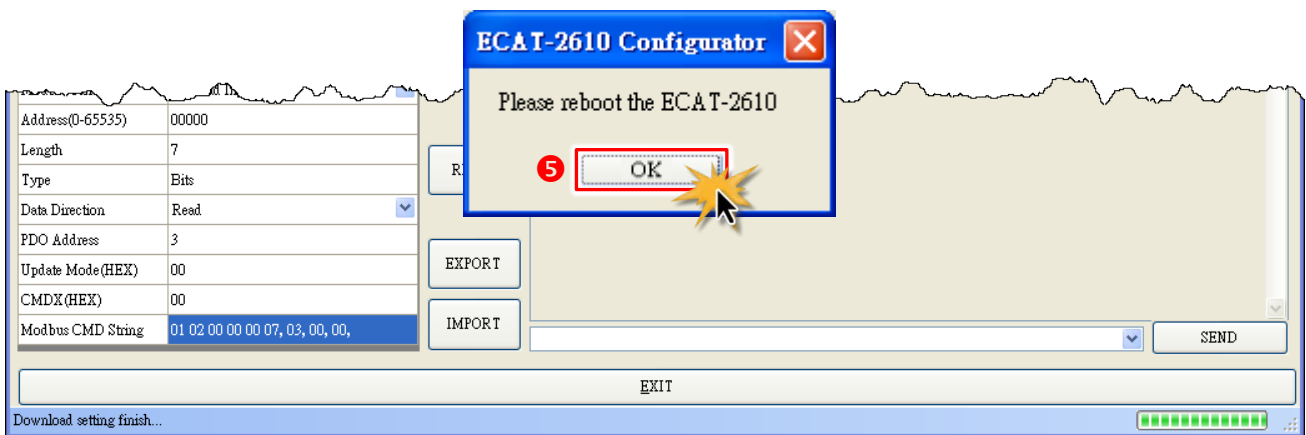 ECAT-2610 Configurator
Please reboot the ECAT-2610
5 OK
Address(0-65535) 00000
Length 7
Type Bits
Data Direction Read
PDO Address 3
Update Mode(HEX) 00
CMDX(HEX) 00
Modbus CMD String 01 02 00 00 00 07, 03, 00, 00,
EXPORT
IMPORT
SEND
EXIT
Download setting finish...